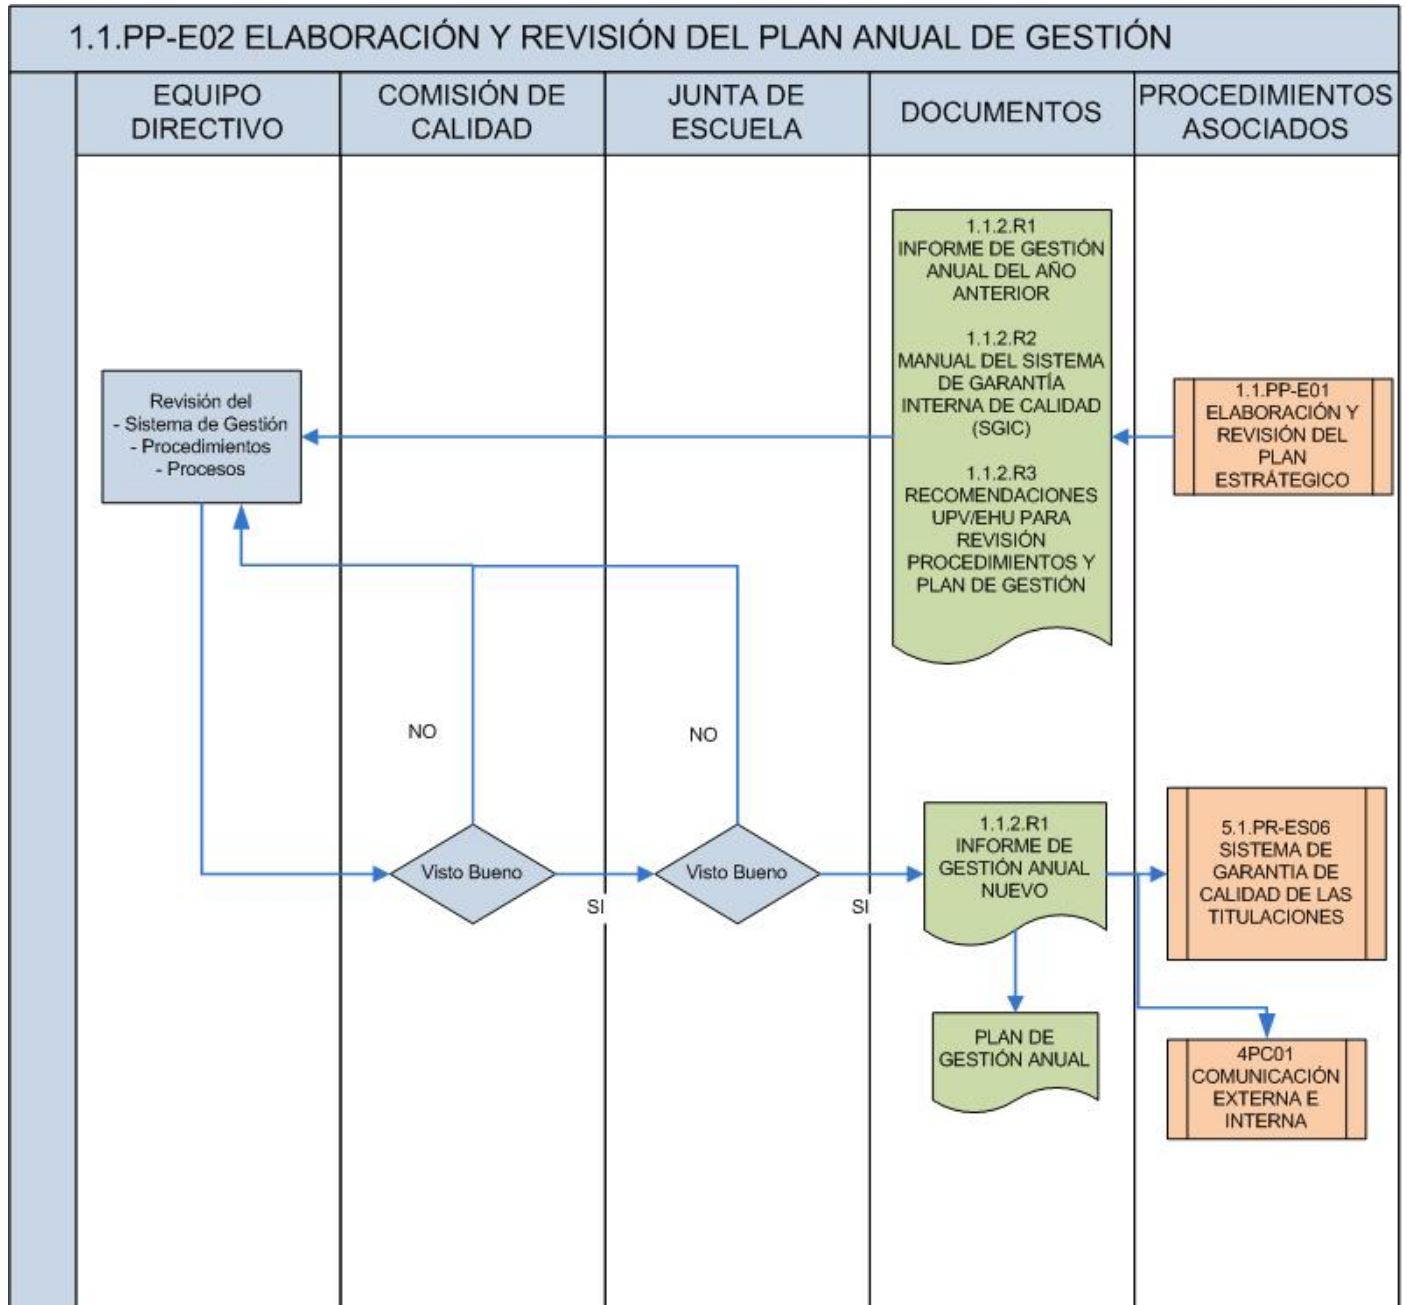 1.1.PP-E02 ELABORACIÓN Y REVISIÓN DEL PLAN ANUAL DE GESTIÓN
EQUIPO
DIRECTIVO
COMISIÓN DE
CALIDAD
JUNTA DE
ESCUELA
DOCUMENTOS
PROCEDIMIENTOS
ASOCIADOS
1.1.2.R1
INFORME DE GESTIÓN
ANUAL DEL AÑO
ANTERIOR
1.1.2.R2
MANUAL DEL SISTEMA
DE GARANTÍA
INTERNA DE CALIDAD
(SGIC)
1.1.2.R3
RECOMENDACIONES
UPV/EHU PARA
REVISIÓN
PROCEDIMIENTOS Y
PLAN DE GESTIÓN
1.1.PP-E01
ELABORACIÓN Y
REVISIÓN DEL
PLAN
ESTRÁTEGICO
Revisión del
- Sistema de Gestión
- Procedimientos
- Procesos
NO
NO
Visto Bueno
SI
Visto Bueno
SI
1.1.2.R1
INFORME DE
GESTIÓN ANUAL
NUEVO
5.1.PR-ES06
SISTEMA DE
GARANTIA DE
CALIDAD DE LAS
TITULACIONES
PLAN DE
GESTIÓN ANUAL
4PC01
COMUNICACIÓN
EXTERNA E
INTERNA